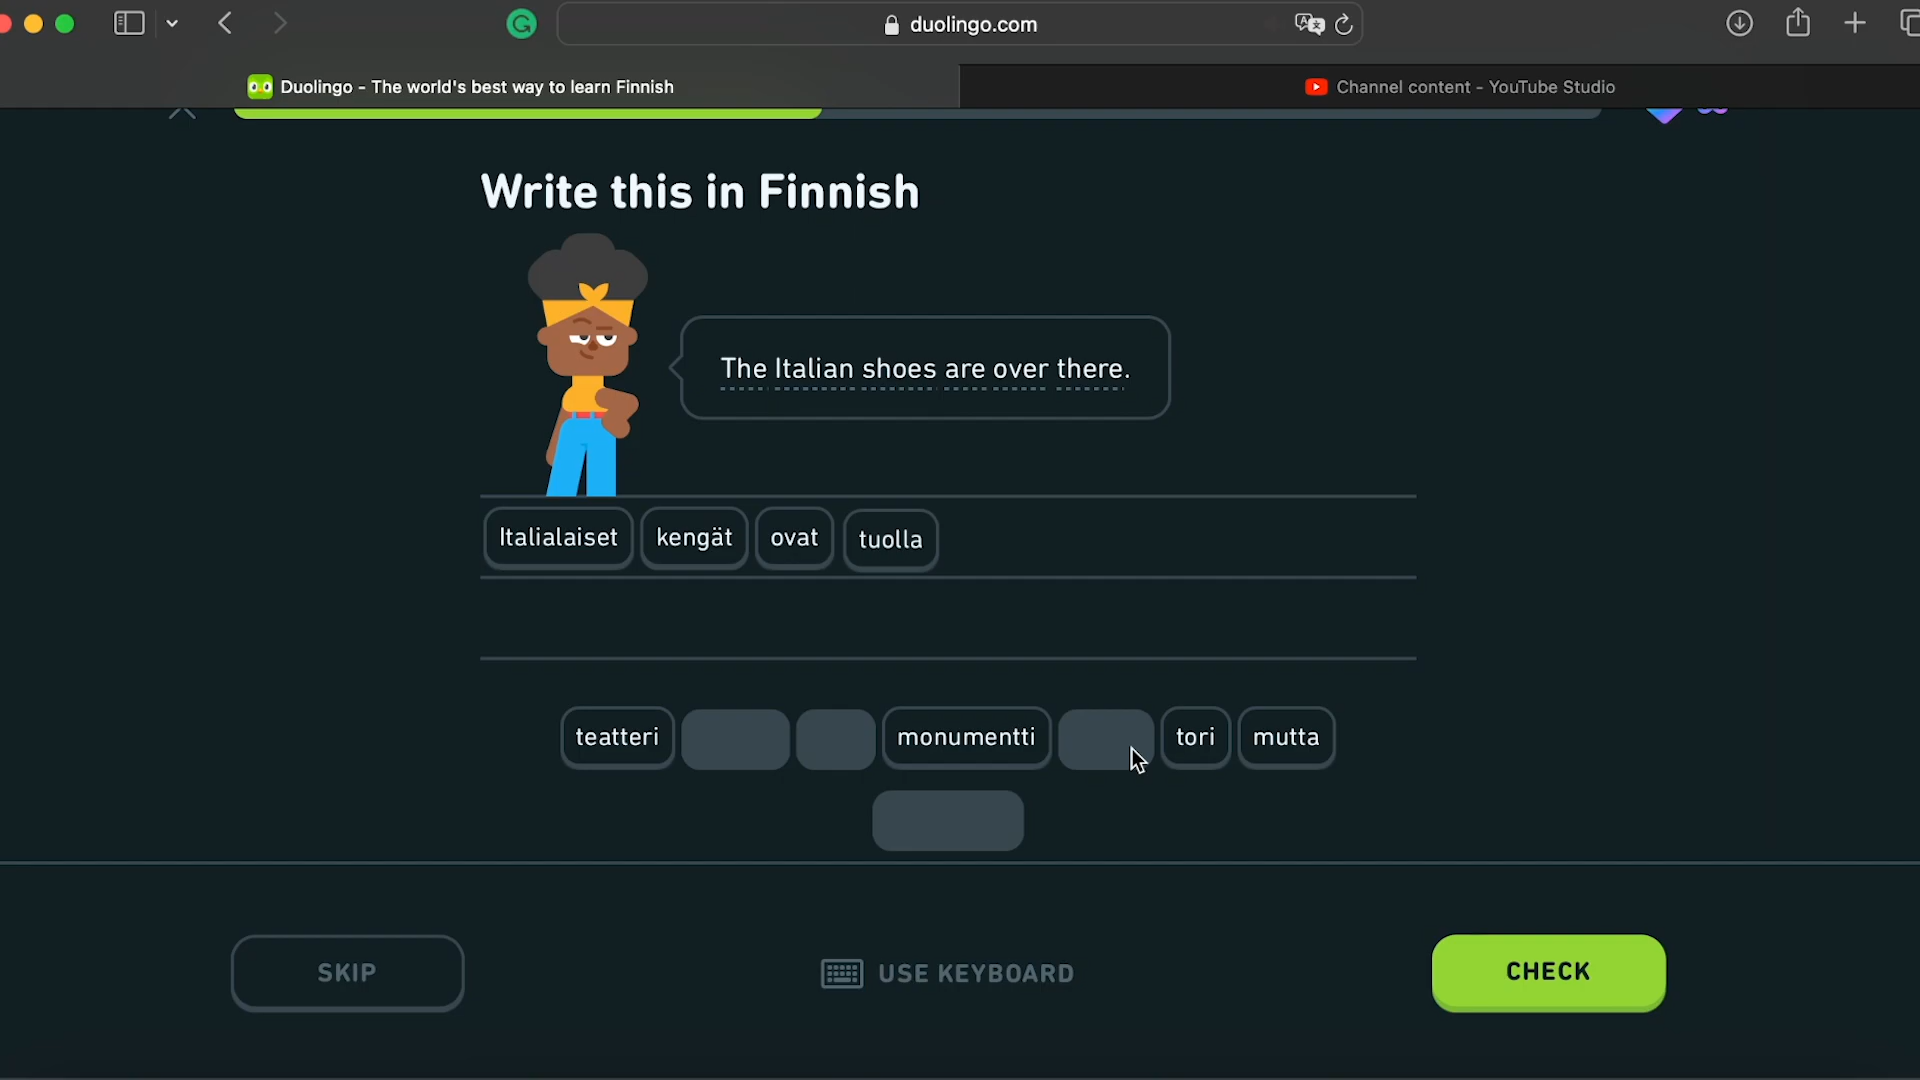 duolingo.com
Duolingo - The world's best way to learn Finnish
Channel content - YouTube Studio
Write this in Finnish
The Italian shoes are over there.
Italialaiset kengät ovat tuolla
teatteri monumentti tori mutta
SKIP USE KEYBOARD CHECK